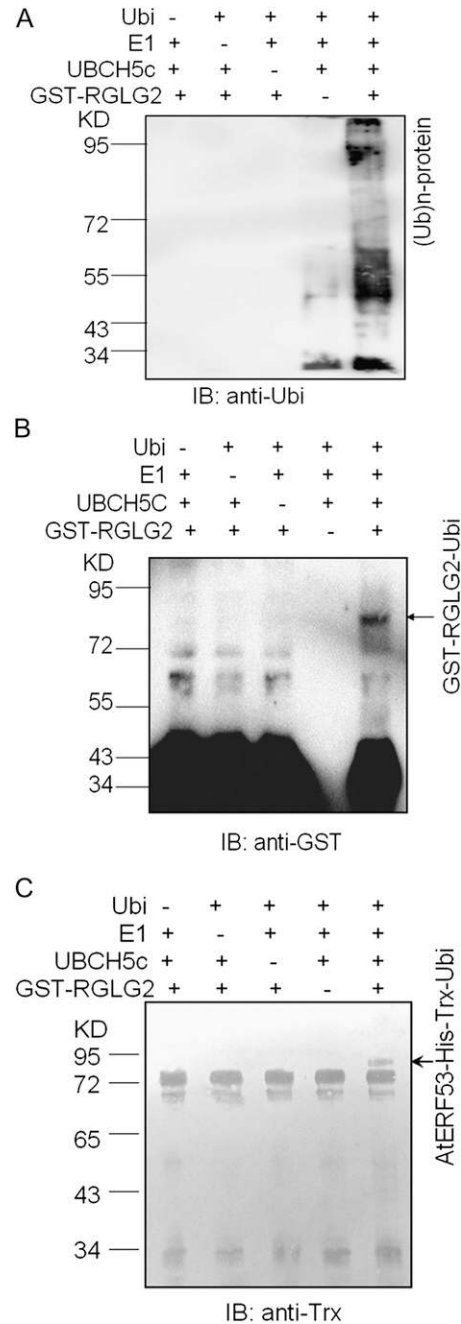 A
Ubi - + + + +
E1 + - + + +
UBCH5c + + - + +
GST-RGLG2 + + + - +
KD
95
72
55
43
34
(Ub)n-protein
IB: anti-Ubi
B
Ubi - + + + +
E1 + - + + +
UBCH5C + + - + +
GST-RGLG2 + + + - +
KD
95
72
55
43
34
GST-RGLG2-Ubi
IB: anti-GST
C
Ubi - + + + +
E1 + - + + +
UBCH5c + + - + +
GST-RGLG2 + + + - +
KD
95
72
65
43
34
AtERF53-His-Trx-Ubi
IB: anti-Trx